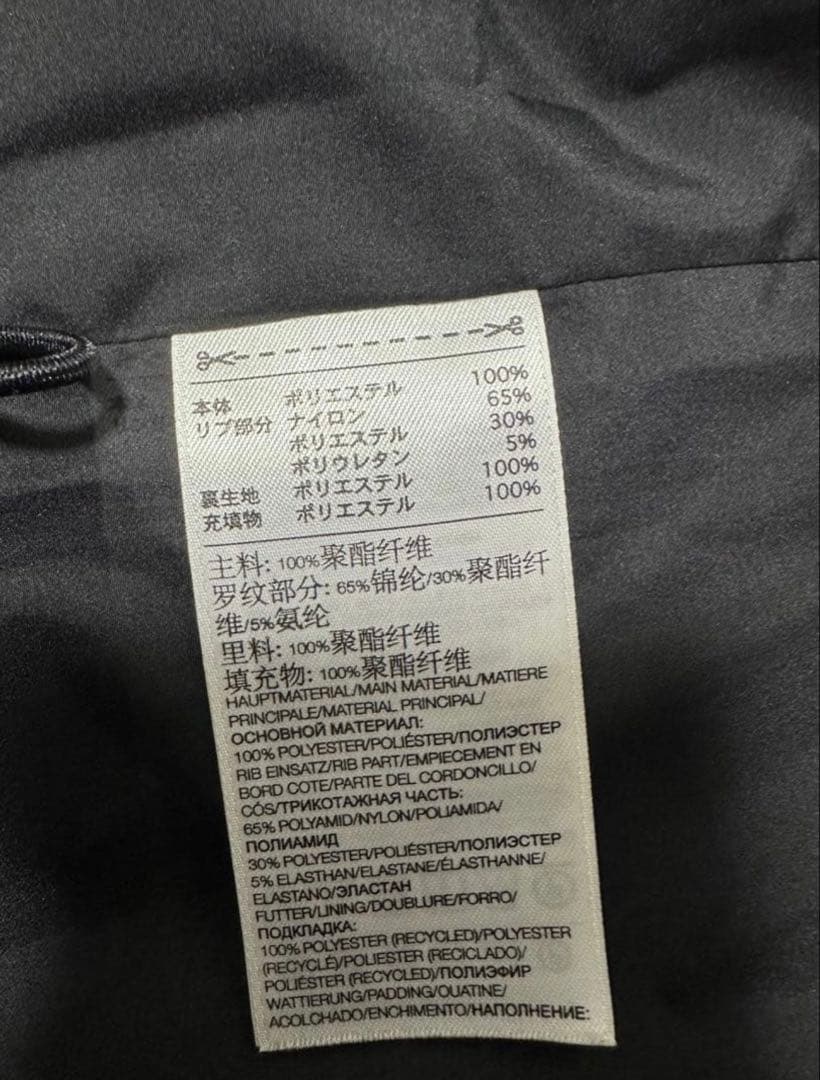 本体 ポリエステル 100%
リブ部分 ナイロン 65%
ポリエステル 30%
ポリウレタン 5%
裏生地 ポリエステル 100%
充填物 ポリエステル 100%
主料: 100%聚酯纤维
罗纹部分: 65%锦纶/30%聚酯纤
维/5%氨纶
里料: 100%聚酯纤维
填充物: 100%聚酯纤维
HAUPTMATERIAL/MAIN MATERIAL/MATIERE
PRINCIPALE/MATERIAL PRINCIPAL/
ОСНОВНОЙ МАТЕРИАЛ:
100% POLYESTER/POLIÉSTER/ПОЛИЭСТЕР
RIB EINSATZ/RIB PART/EMPIECEMENT EN
BORD COTE/PARTE DEL CORDONCILLO/
CÓS/ТРИКОТАЖНАЯ ЧАСТЬ:
65% POLYAMID/NYLON/POLIAMIDA/
ПОЛИАМИД
30% POLYESTER/POLIÉSTER/ПОЛИЭСТЕР
5% ELASTHAN/ELASTANE/ÉLASTHANNE/
ELASTANO/ЭЛАСТАН
FUTTER/LINING/DOUBLURE/FORRO/
ПОДКЛАДКА:
100% POLYESTER (RECYCLED)/POLYESTER
(RECYCLÉ)/POLIESTER (RECICLADO)/
POLIÉSTER (RECYCLED)/ПОЛИЭФИР
WATTIERUNG/PADDING/OUATINE/
ACOLCHADO/ENCHIMENTO/НАПОЛНЕНИЕ: